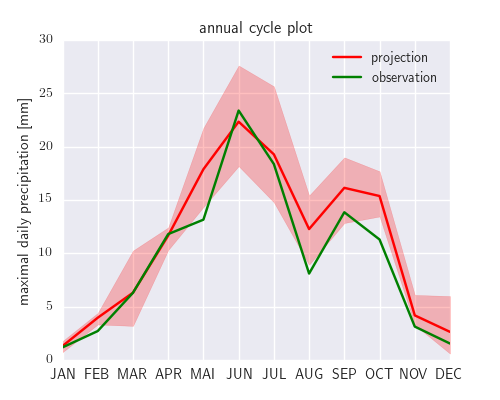 annual cycle plot
projection
observation
maximal daily precipitation [mm]
30
25
20
15
10
5
0
JAN FEB MAR APR MAI JUN JUL AUG SEP OCT NOV DEC